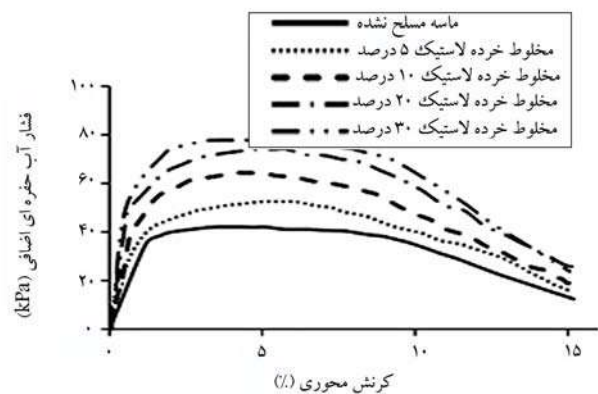 ماسه مسلح نشده
مخلوط خرده لاستیک ۵ درصد
مخلوط خرده لاستیک ۱۰ درصد
مخلوط خرده لاستیک ۲۰ درصد
مخلوط خرده لاستیک ۳۰ درصد
فشار آب حفره ای اضافی
(kPa)
۱۰۰
۸۰
۶۰
۴۰
۲۰
۰
۰ ۵ ۱۰ ۱۵
کرنش محوری (٪)